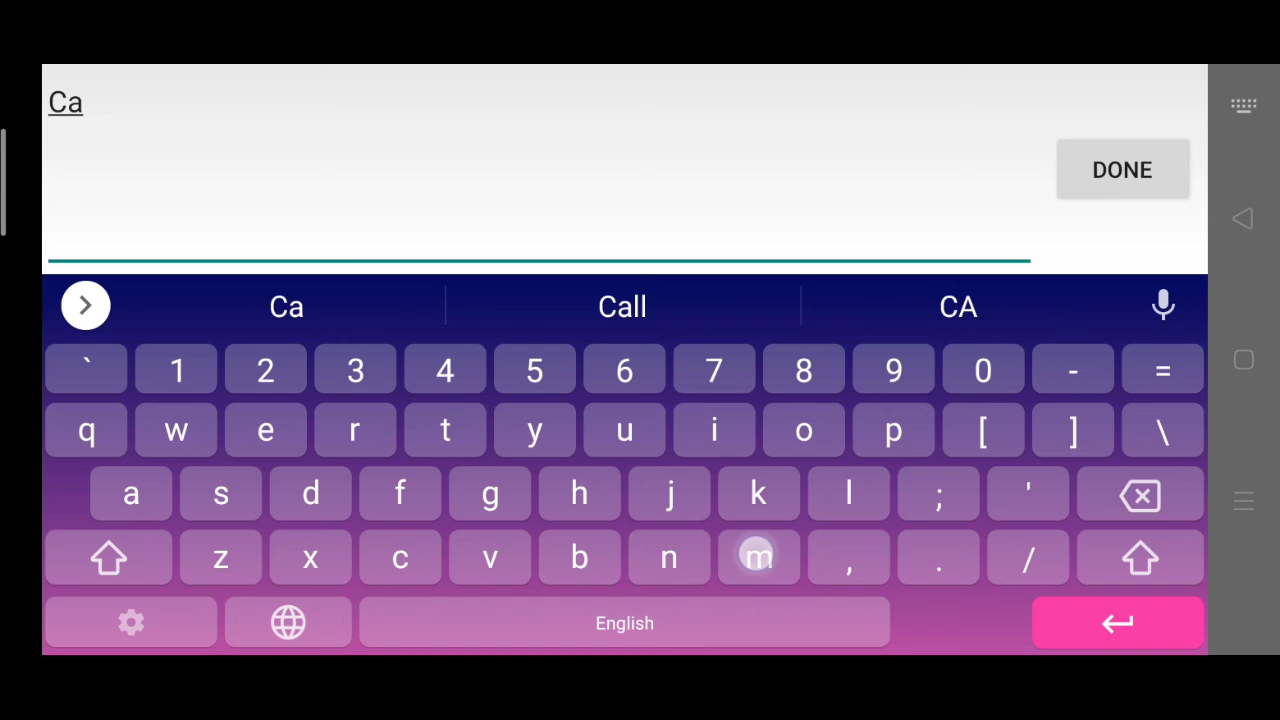 Ca
DONE
Ca Call CA
` 1 2 3 4 5 6 7 8 9 0 - =
q w e r t y u i o p [ ] \
a s d f g h j k l ; '
z x c v b n m , . /
English